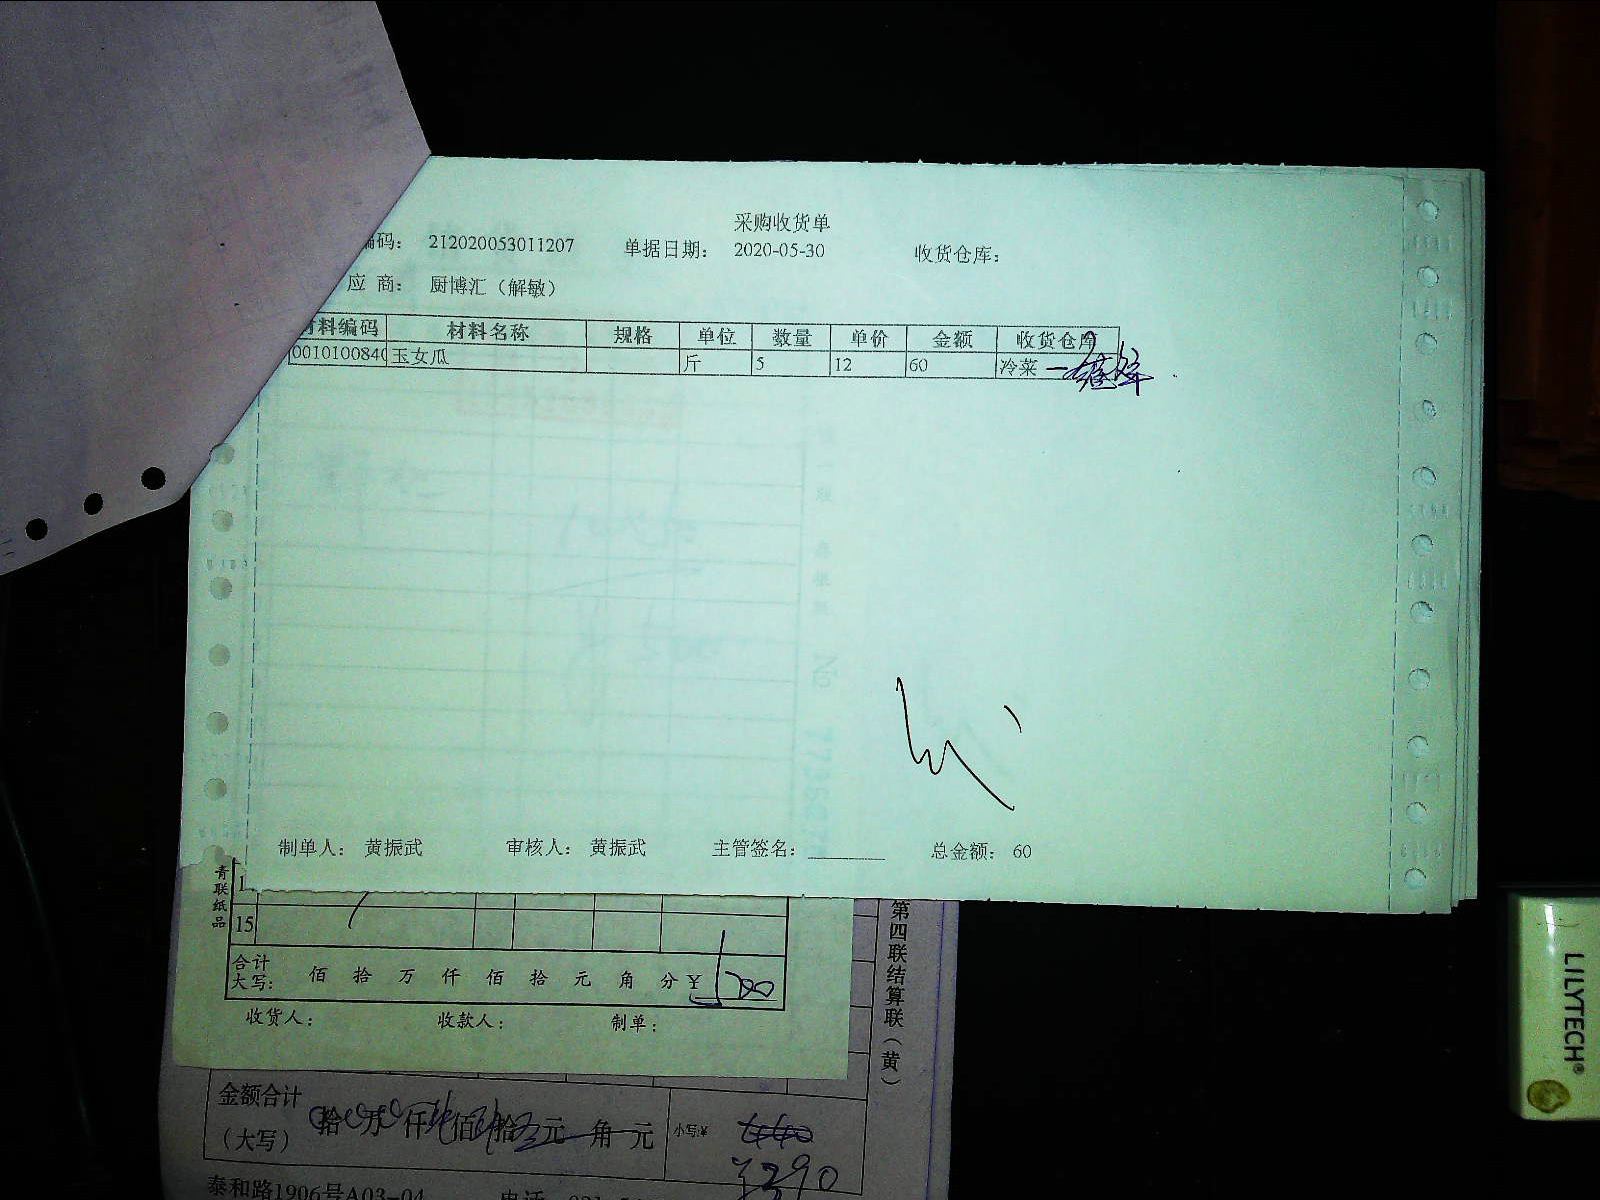 采购收货单
编码: 212020053011207 单据日期: 2020-05-30 收货仓库:
应 商: 厨博汇（解敏）
材料编码 材料名称 规格 单位 数量 单价 金额 收货仓库
0010100840 玉女瓜 斤 5 12 60 冷菜一
制单人: 黄振武 审核人: 黄振武 主管签名: 总金额: 60
青联纸品
15
合计大写: 佰 拾 万 仟 佰 拾 元 角 分 ¥
收货人: 收款人: 制单:
第四联结算联（黄）
金额合计（大写） 拾 万 仟 佰 拾 元 角 元 小写:¥
¥390
泰和路1906号A03-04 电话
LILYTECH®